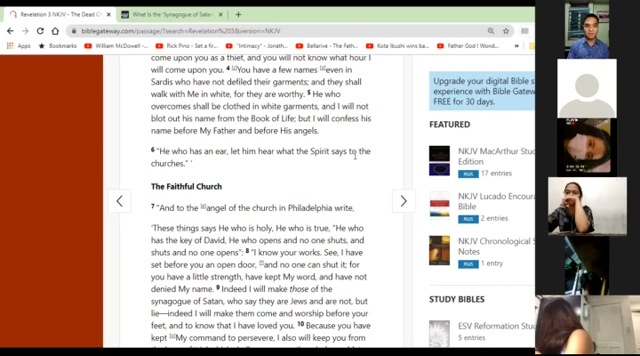 Revelation 3 NKJV - The Dead C
What Is the 'Synagogue of Satan
biblegateway.com/passage/?search=Revelation%203&version=NKJV
William McDowell -
Rick Pino - Set a fi
"Intimacy" - Jonath
Bellarive - Prophet
Kota Ibushi wins ba
Father God I Wond
come upon you as a thief, and you will not know what hour I
will come upon you. 4 You have a few names even in
Sardis who have not defiled their garments; and they shall
walk with Me in white, for they are worthy. 5 He who
overcomes shall be clothed in white garments, and I will not
blot out his name from the Book of Life; but I will confess his
name before My Father and before His angels.
6 "He who has an ear, let him hear what the Spirit says to the
churches." '
The Faithful Church
7 "And to the angel of the church in Philadelphia write,
'These things says He who is holy, He who is true, "He who
has the key of David, He who opens and no one shuts, and
shuts and no one opens": 8 "I know your works. See, I have
set before you an open door, and no one can shut it; for
you have a little strength, have kept My word, and have not
denied My name. 9 Indeed I will make those of the
synagogue of Satan, who say they are Jews and are not, but
lie—indeed I will make them come and worship before your
feet, and to know that I have loved you. 10 Because you have
kept My command to persevere, I also will keep you from
Upgrade your digital Bible s
experience with Bible Gatew
FREE for 30 days.
FEATURED
NKJV MacArthur Stu
Edition
PLUS 17 entries
NKJV Lucado Encoura
Bible
PLUS 2 entries
NKJV Chronological S
Notes
PLUS 1 entry
STUDY BIBLES
ESV Reformation Stu